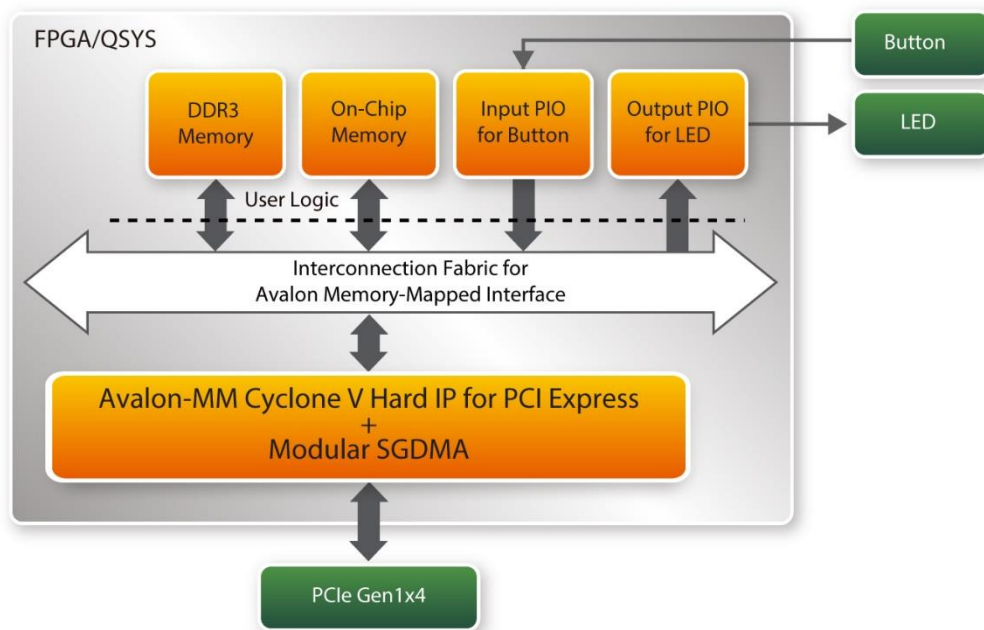 FPGA/QSYS
Button
DDR3
Memory
On-Chip
Memory
Input PIO
for Button
Output PIO
for LED
LED
User Logic
Interconnection Fabric for
Avalon Memory-Mapped Interface
Avalon-MM Cyclone V Hard IP for PCI Express
+
Modular SGDMA
PCIe Gen1x4